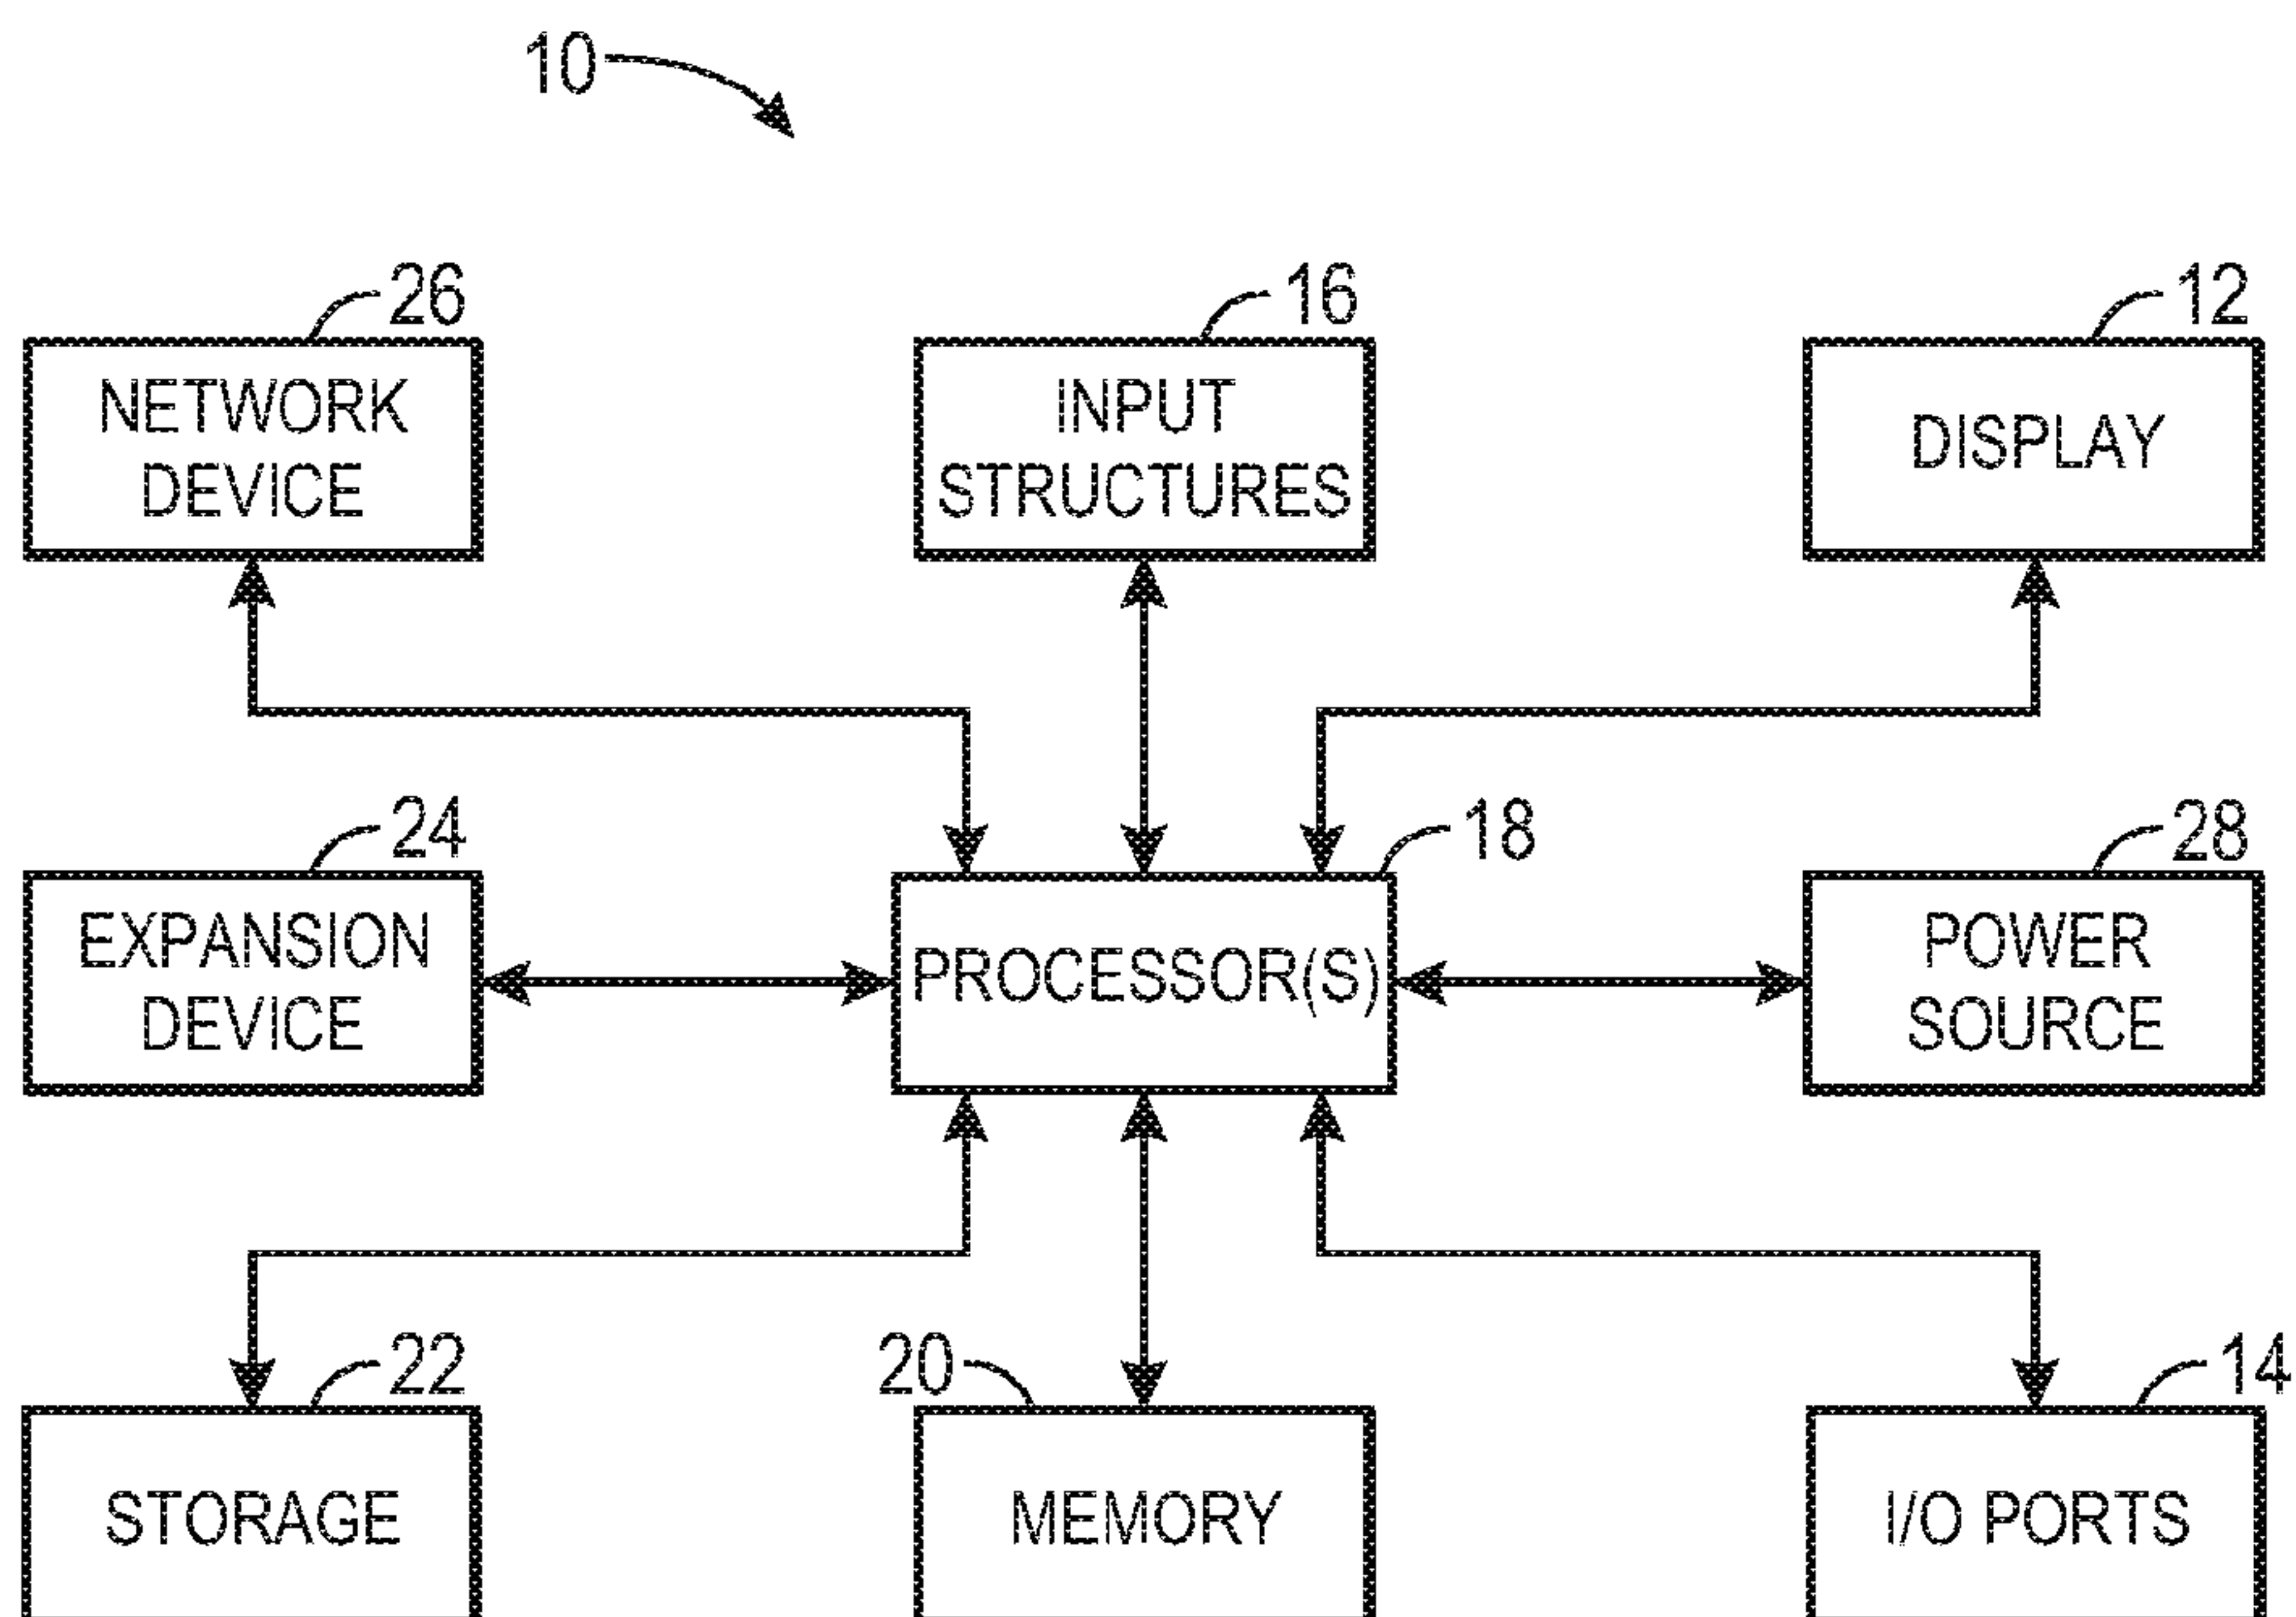 10
26
16
12
NETWORK
DEVICE
INPUT
STRUCTURES
DISPLAY
24
18
28
EXPANSION
DEVICE
PROCESSOR(S)
POWER
SOURCE
22
20
14
STORAGE
MEMORY
I/O PORTS